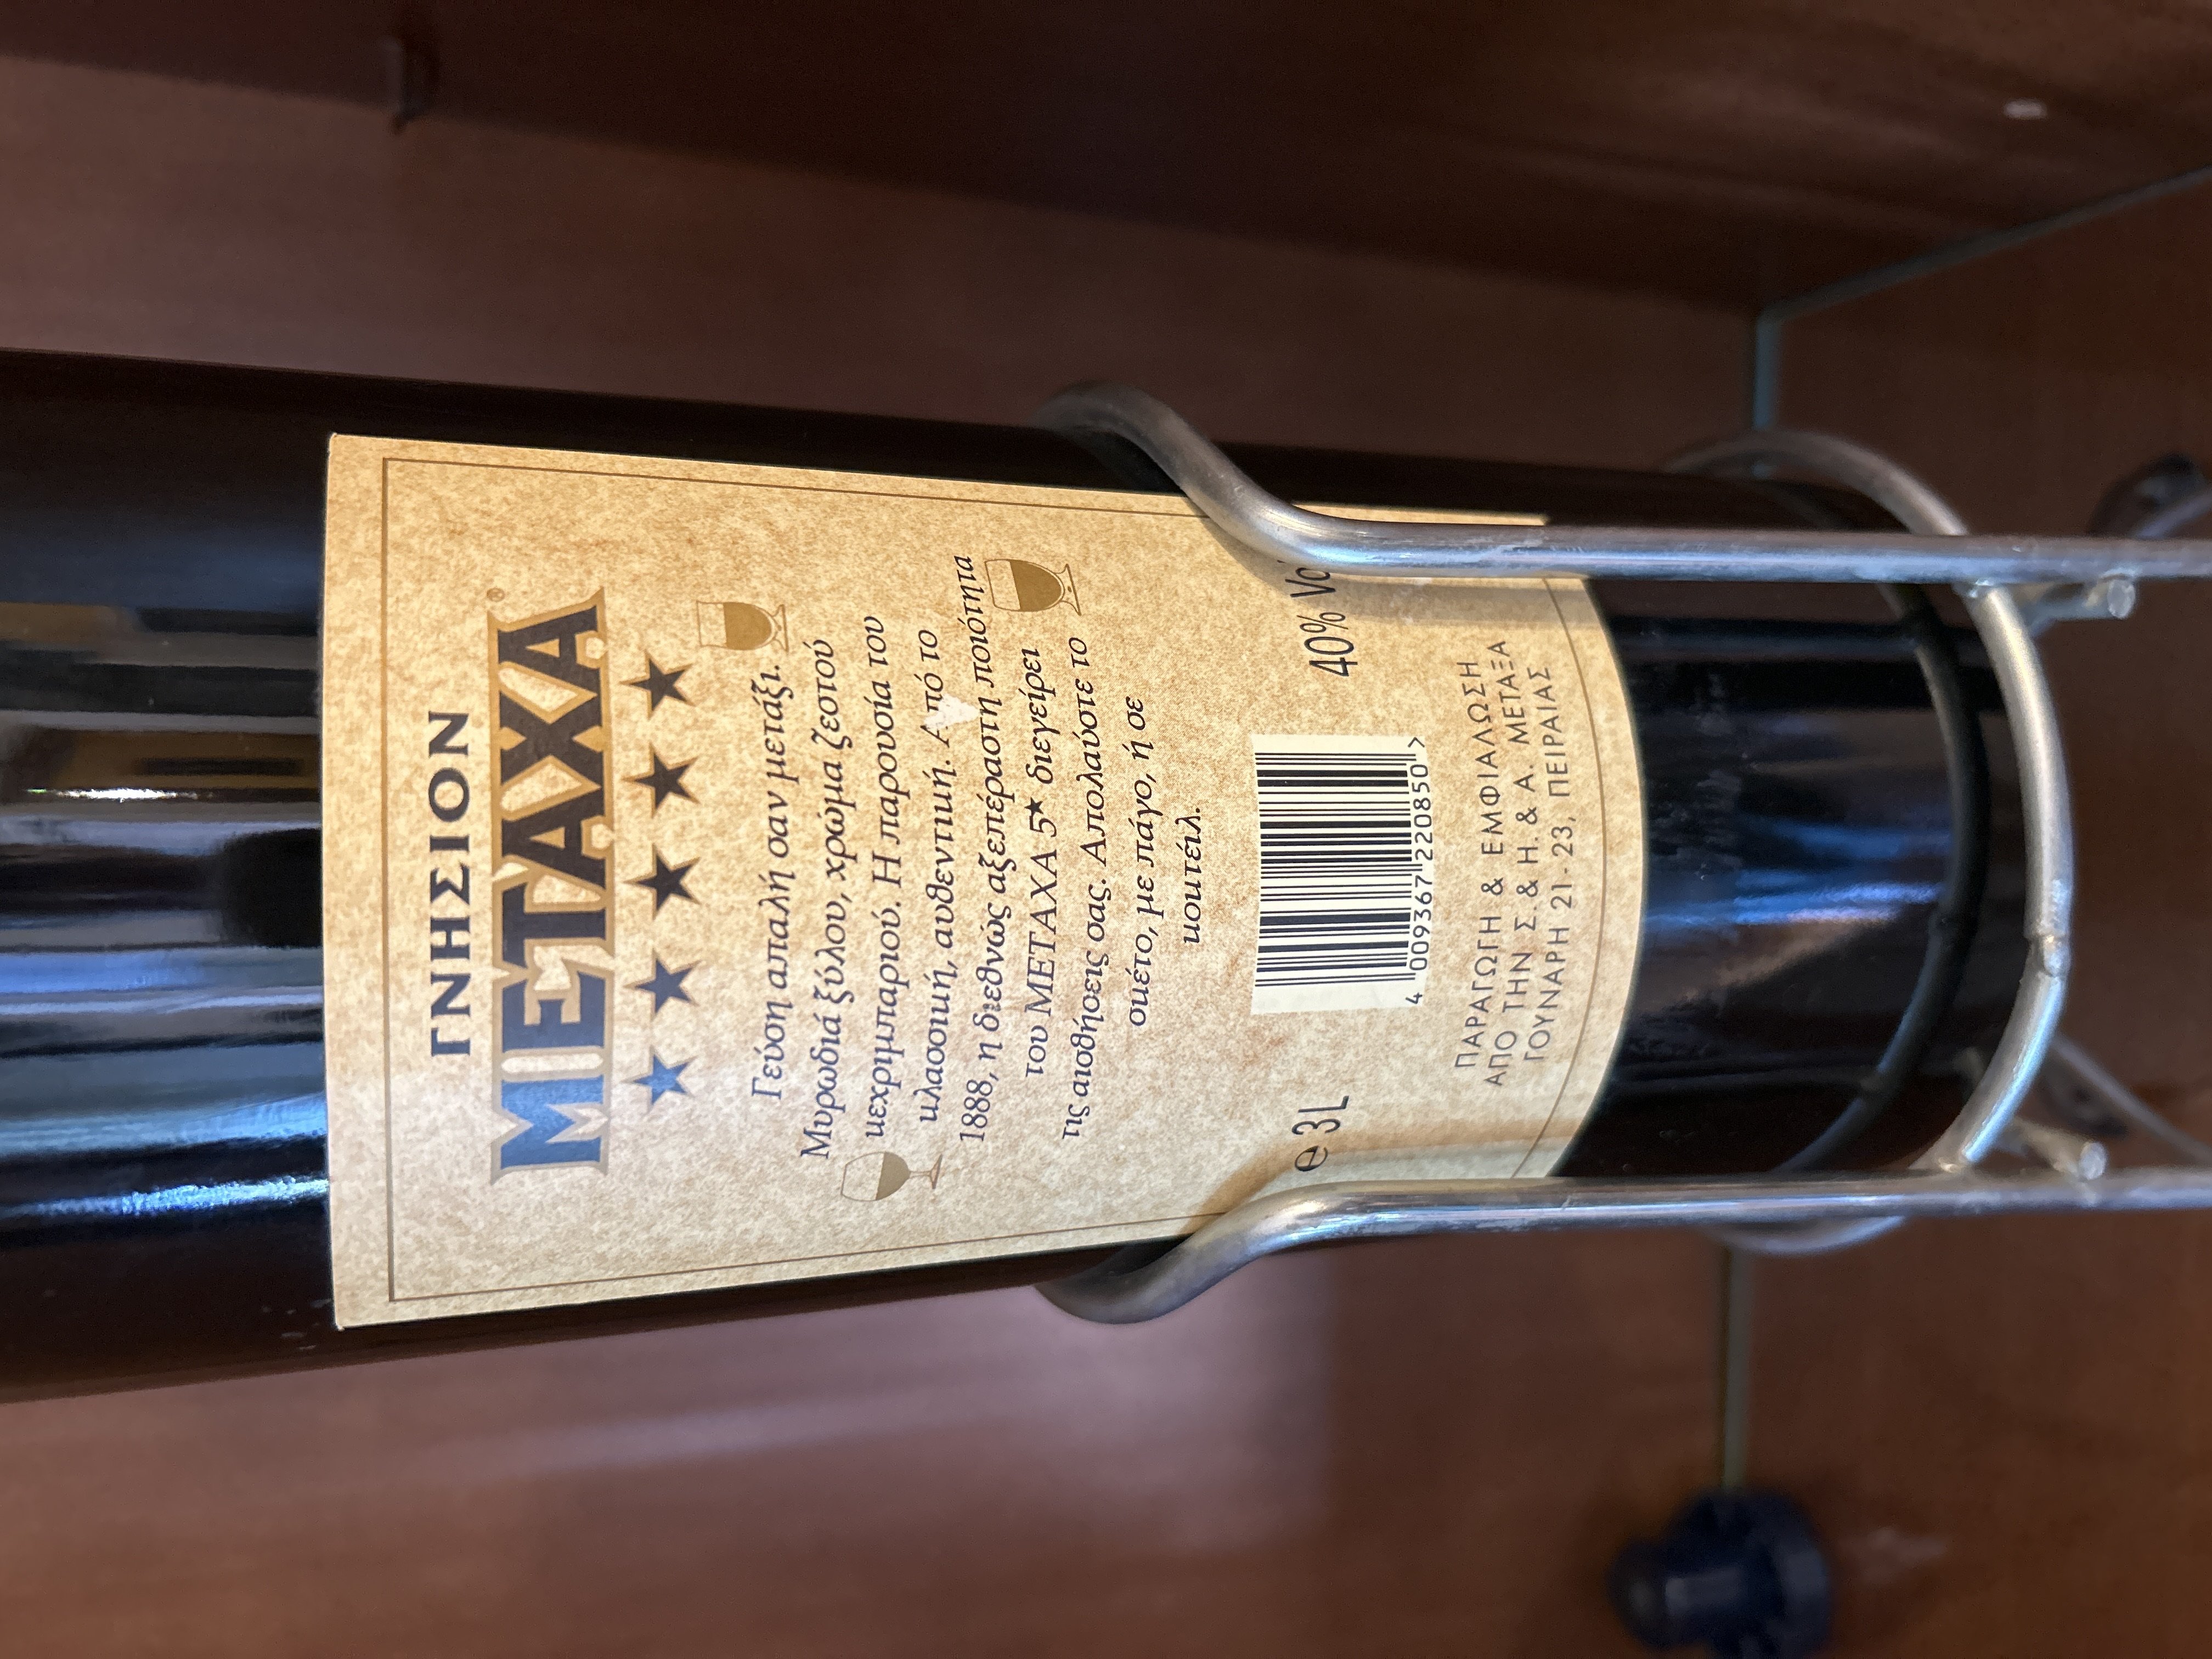 ΓΝΗΣΙΟΝ
METAXA®
★★★★★
Γεύση απαλή σαν μετάξι.
Μυρωδιά ξύλου, χρώμα ζεστού
κεχριμπαριού. Η παρουσία του
κλασσική, αυθεντική. Από το
1888, η διεθνώς αξεπέραστη ποιότητα
του METAXA 5★ διεγείρει
τις αισθήσεις σας. Απολαύστε το
σκέτο, με πάγο, ή σε
κοκτέιλ.
℮ 3L
40% Vol
4 009367 220850 >
ΠΑΡΑΓΩΓΗ & ΕΜΦΙΑΛΩΣΗ
ΑΠΟ ΤΗΝ Σ. & Η. & Α. ΜΕΤΑΞΑ
ΓΟΥΝΑΡΗ 21-23, ΠΕΙΡΑΙΑΣ